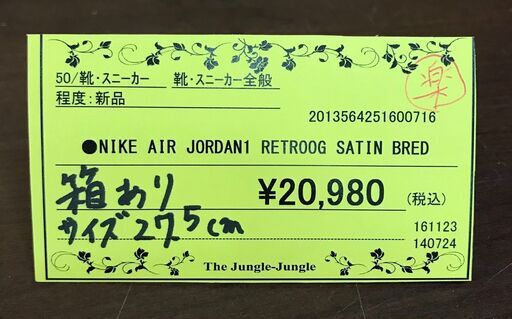 50/靴・スニーカー 靴・スニーカー全般
程度:新品
楽
2013564251600716
●NIKE AIR JORDAN1 RETROOG SATIN BRED
箱あり
¥20,980 (税込)
サイズ27.5cm
161123
140724
The Jungle-Jungle